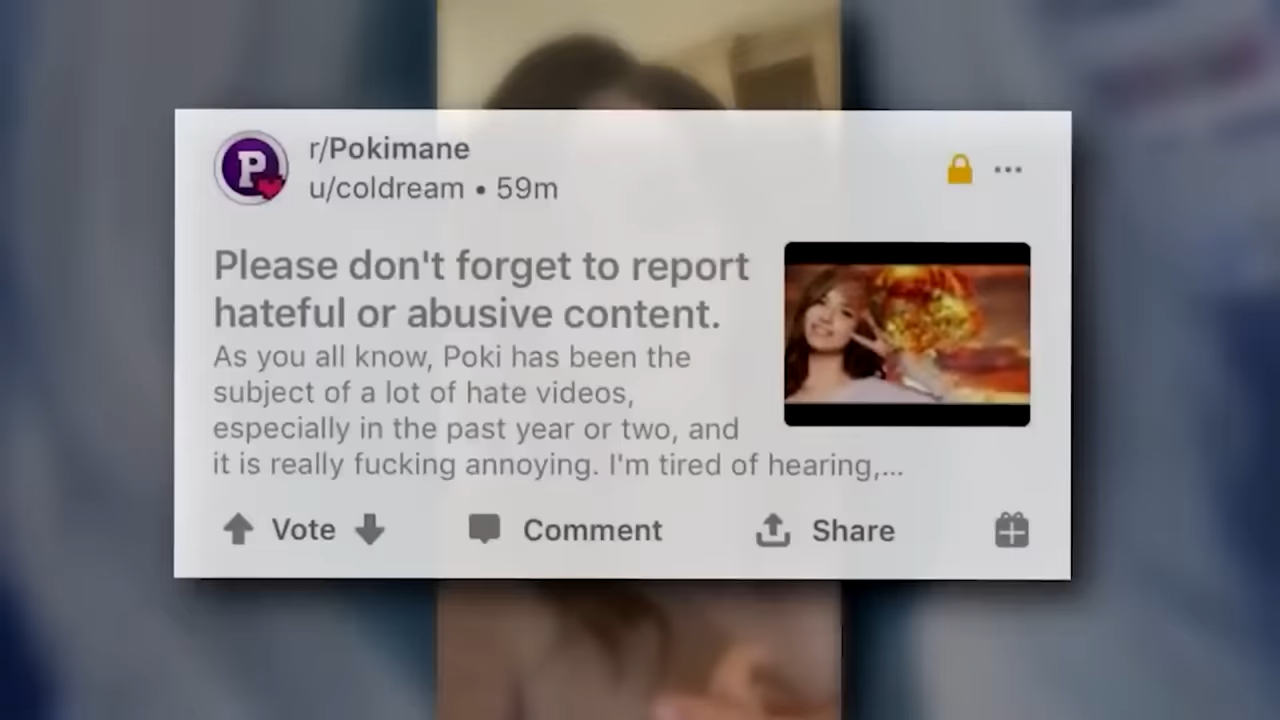 r/Pokimane
u/coldream • 59m
Please don't forget to report
hateful or abusive content.
As you all know, Poki has been the
subject of a lot of hate videos,
especially in the past year or two, and
it is really fucking annoying. I'm tired of hearing,...
Vote
Comment
Share